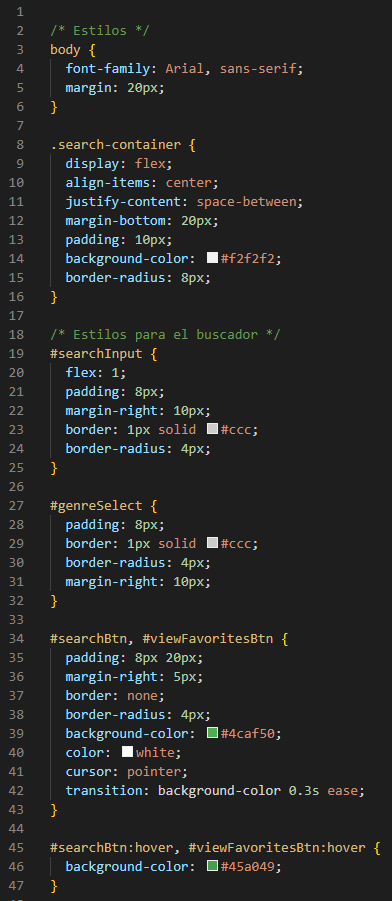 1
2 /* Estilos */
3 body {
4   font-family: Arial, sans-serif;
5   margin: 20px;
6 }
7
8 .search-container {
9   display: flex;
10   align-items: center;
11   justify-content: space-between;
12   margin-bottom: 20px;
13   padding: 10px;
14   background-color: #f2f2f2;
15   border-radius: 8px;
16 }
17
18 /* Estilos para el buscador */
19 #searchInput {
20   flex: 1;
21   padding: 8px;
22   margin-right: 10px;
23   border: 1px solid #ccc;
24   border-radius: 4px;
25 }
26
27 #genreSelect {
28   padding: 8px;
29   border: 1px solid #ccc;
30   border-radius: 4px;
31   margin-right: 10px;
32 }
33
34 #searchBtn, #viewFavoritesBtn {
35   padding: 8px 20px;
36   margin-right: 5px;
37   border: none;
38   border-radius: 4px;
39   background-color: #4caf50;
40   color: white;
41   cursor: pointer;
42   transition: background-color 0.3s ease;
43 }
44
45 #searchBtn:hover, #viewFavoritesBtn:hover {
46   background-color: #45a049;
47 }